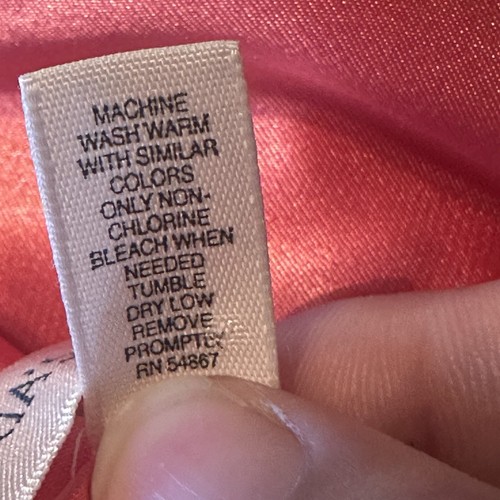 MACHINE
WASH WARM
WITH SIMILAR
COLORS
ONLY NON-
CHLORINE
BLEACH WHEN
NEEDED
TUMBLE
DRY LOW
REMOVE
PROMPTLY
RN 54867